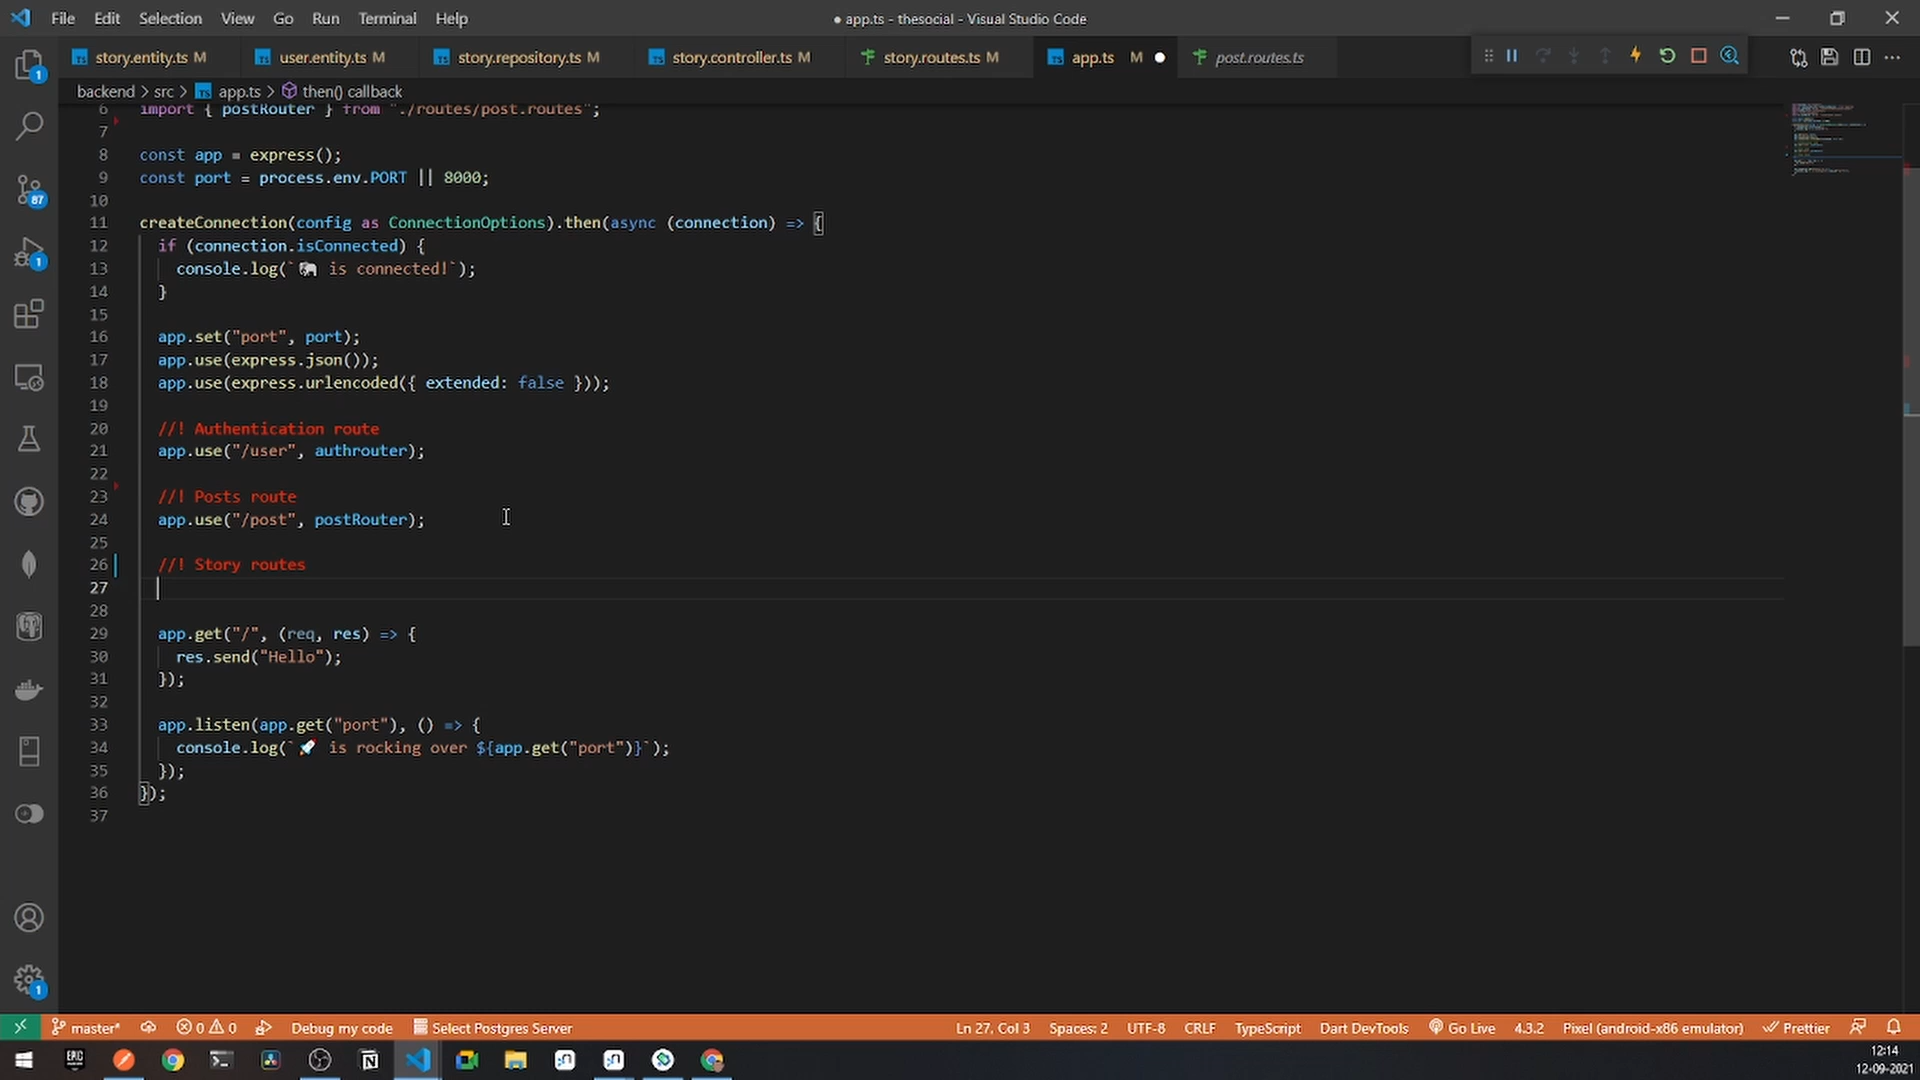 File Edit Selection View Go Run Terminal Help
● app.ts - thesocial - Visual Studio Code
story.entity.ts M user.entity.ts M story.repository.ts M story.controller.ts M story.routes.ts M app.ts M ● post.routes.ts
backend > src > TS app.ts > then() callback
6 import { postRouter } from "./routes/post.routes";
7
8 const app = express();
9 const port = process.env.PORT || 8000;
10
11 createConnection(config as ConnectionOptions).then(async (connection) => {
12 if (connection.isConnected) {
13 console.log(`🐘 is connected!`);
14 }
15
16 app.set("port", port);
17 app.use(express.json());
18 app.use(express.urlencoded({ extended: false }));
19
20 //! Authentication route
21 app.use("/user", authrouter);
22
23 //! Posts route
24 app.use("/post", postRouter);
25
26 //! Story routes
27
28
29 app.get("/", (req, res) => {
30 res.send("Hello");
31 });
32
33 app.listen(app.get("port"), () => {
34 console.log(`🚀 is rocking over ${app.get("port")}`);
35 });
36 });
37
1
87
1
1
master* 0 0 Debug my code Select Postgres Server Ln 27, Col 3 Spaces: 2 UTF-8 CRLF TypeScript Dart DevTools Go Live 4.3.2 Pixel (android-x86 emulator) Prettier
12:14
12-09-2021